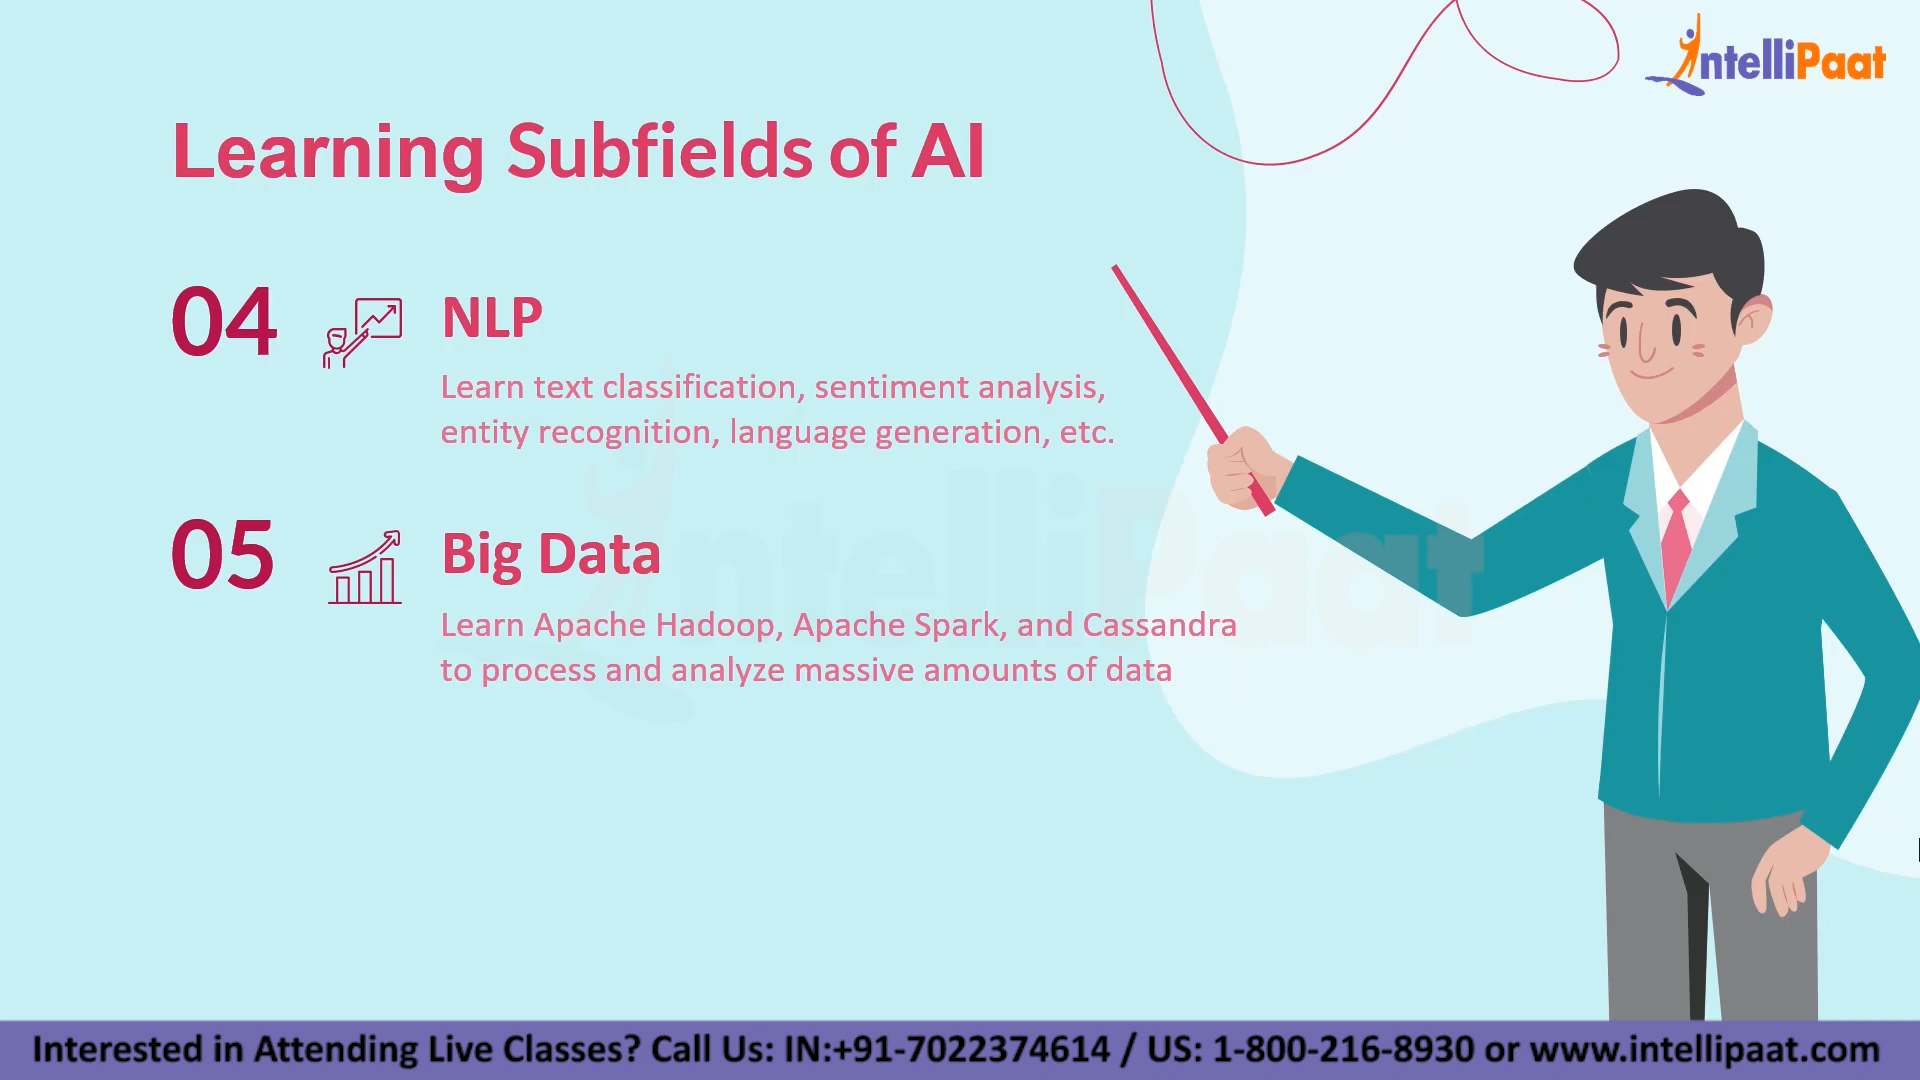 IntelliPaat
Learning Subfields of AI
04
NLP
Learn text classification, sentiment analysis,
entity recognition, language generation, etc.
05
Big Data
Learn Apache Hadoop, Apache Spark, and Cassandra
to process and analyze massive amounts of data
IntelliPaat
Interested in Attending Live Classes? Call Us: IN:+91-7022374614 / US: 1-800-216-8930 or www.intellipaat.com